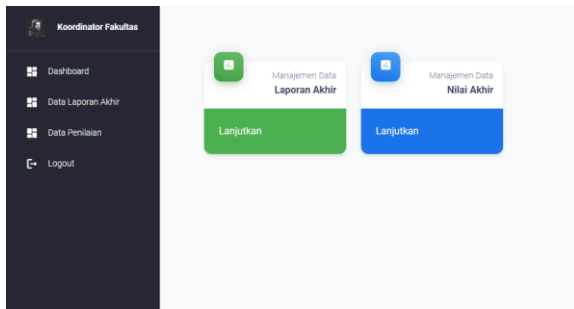 Koordinator Fakultas
Dashboard
Data Laporan Akhir
Data Penilaian
Logout
Manajemen Data
Laporan Akhir
Lanjutkan
Manajemen Data
Nilai Akhir
Lanjutkan